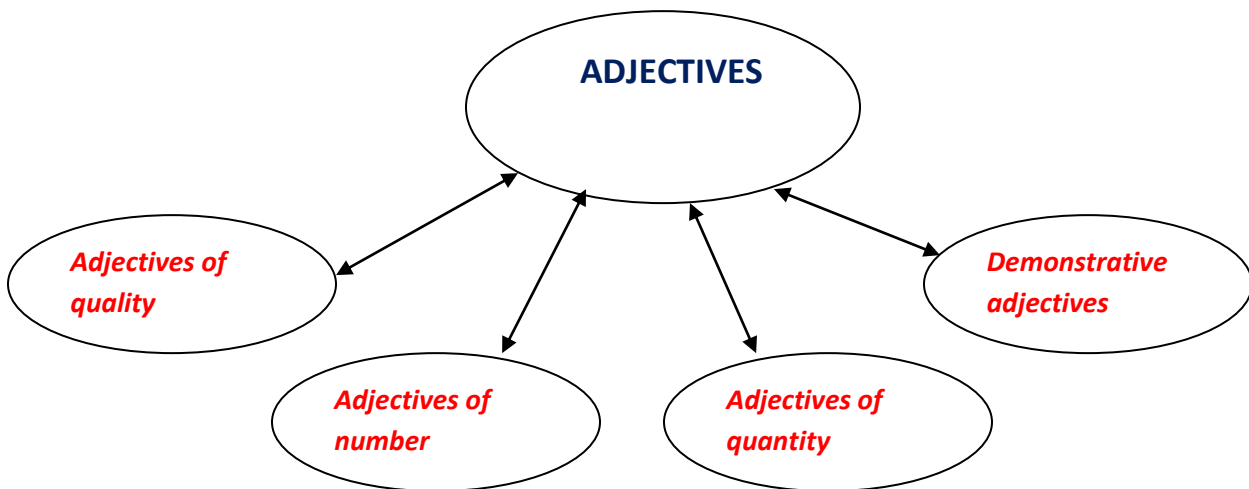 ADJECTIVES
Adjectives of
quality
Adjectives of
number
Adjectives of
quantity
Demonstrative
adjectives